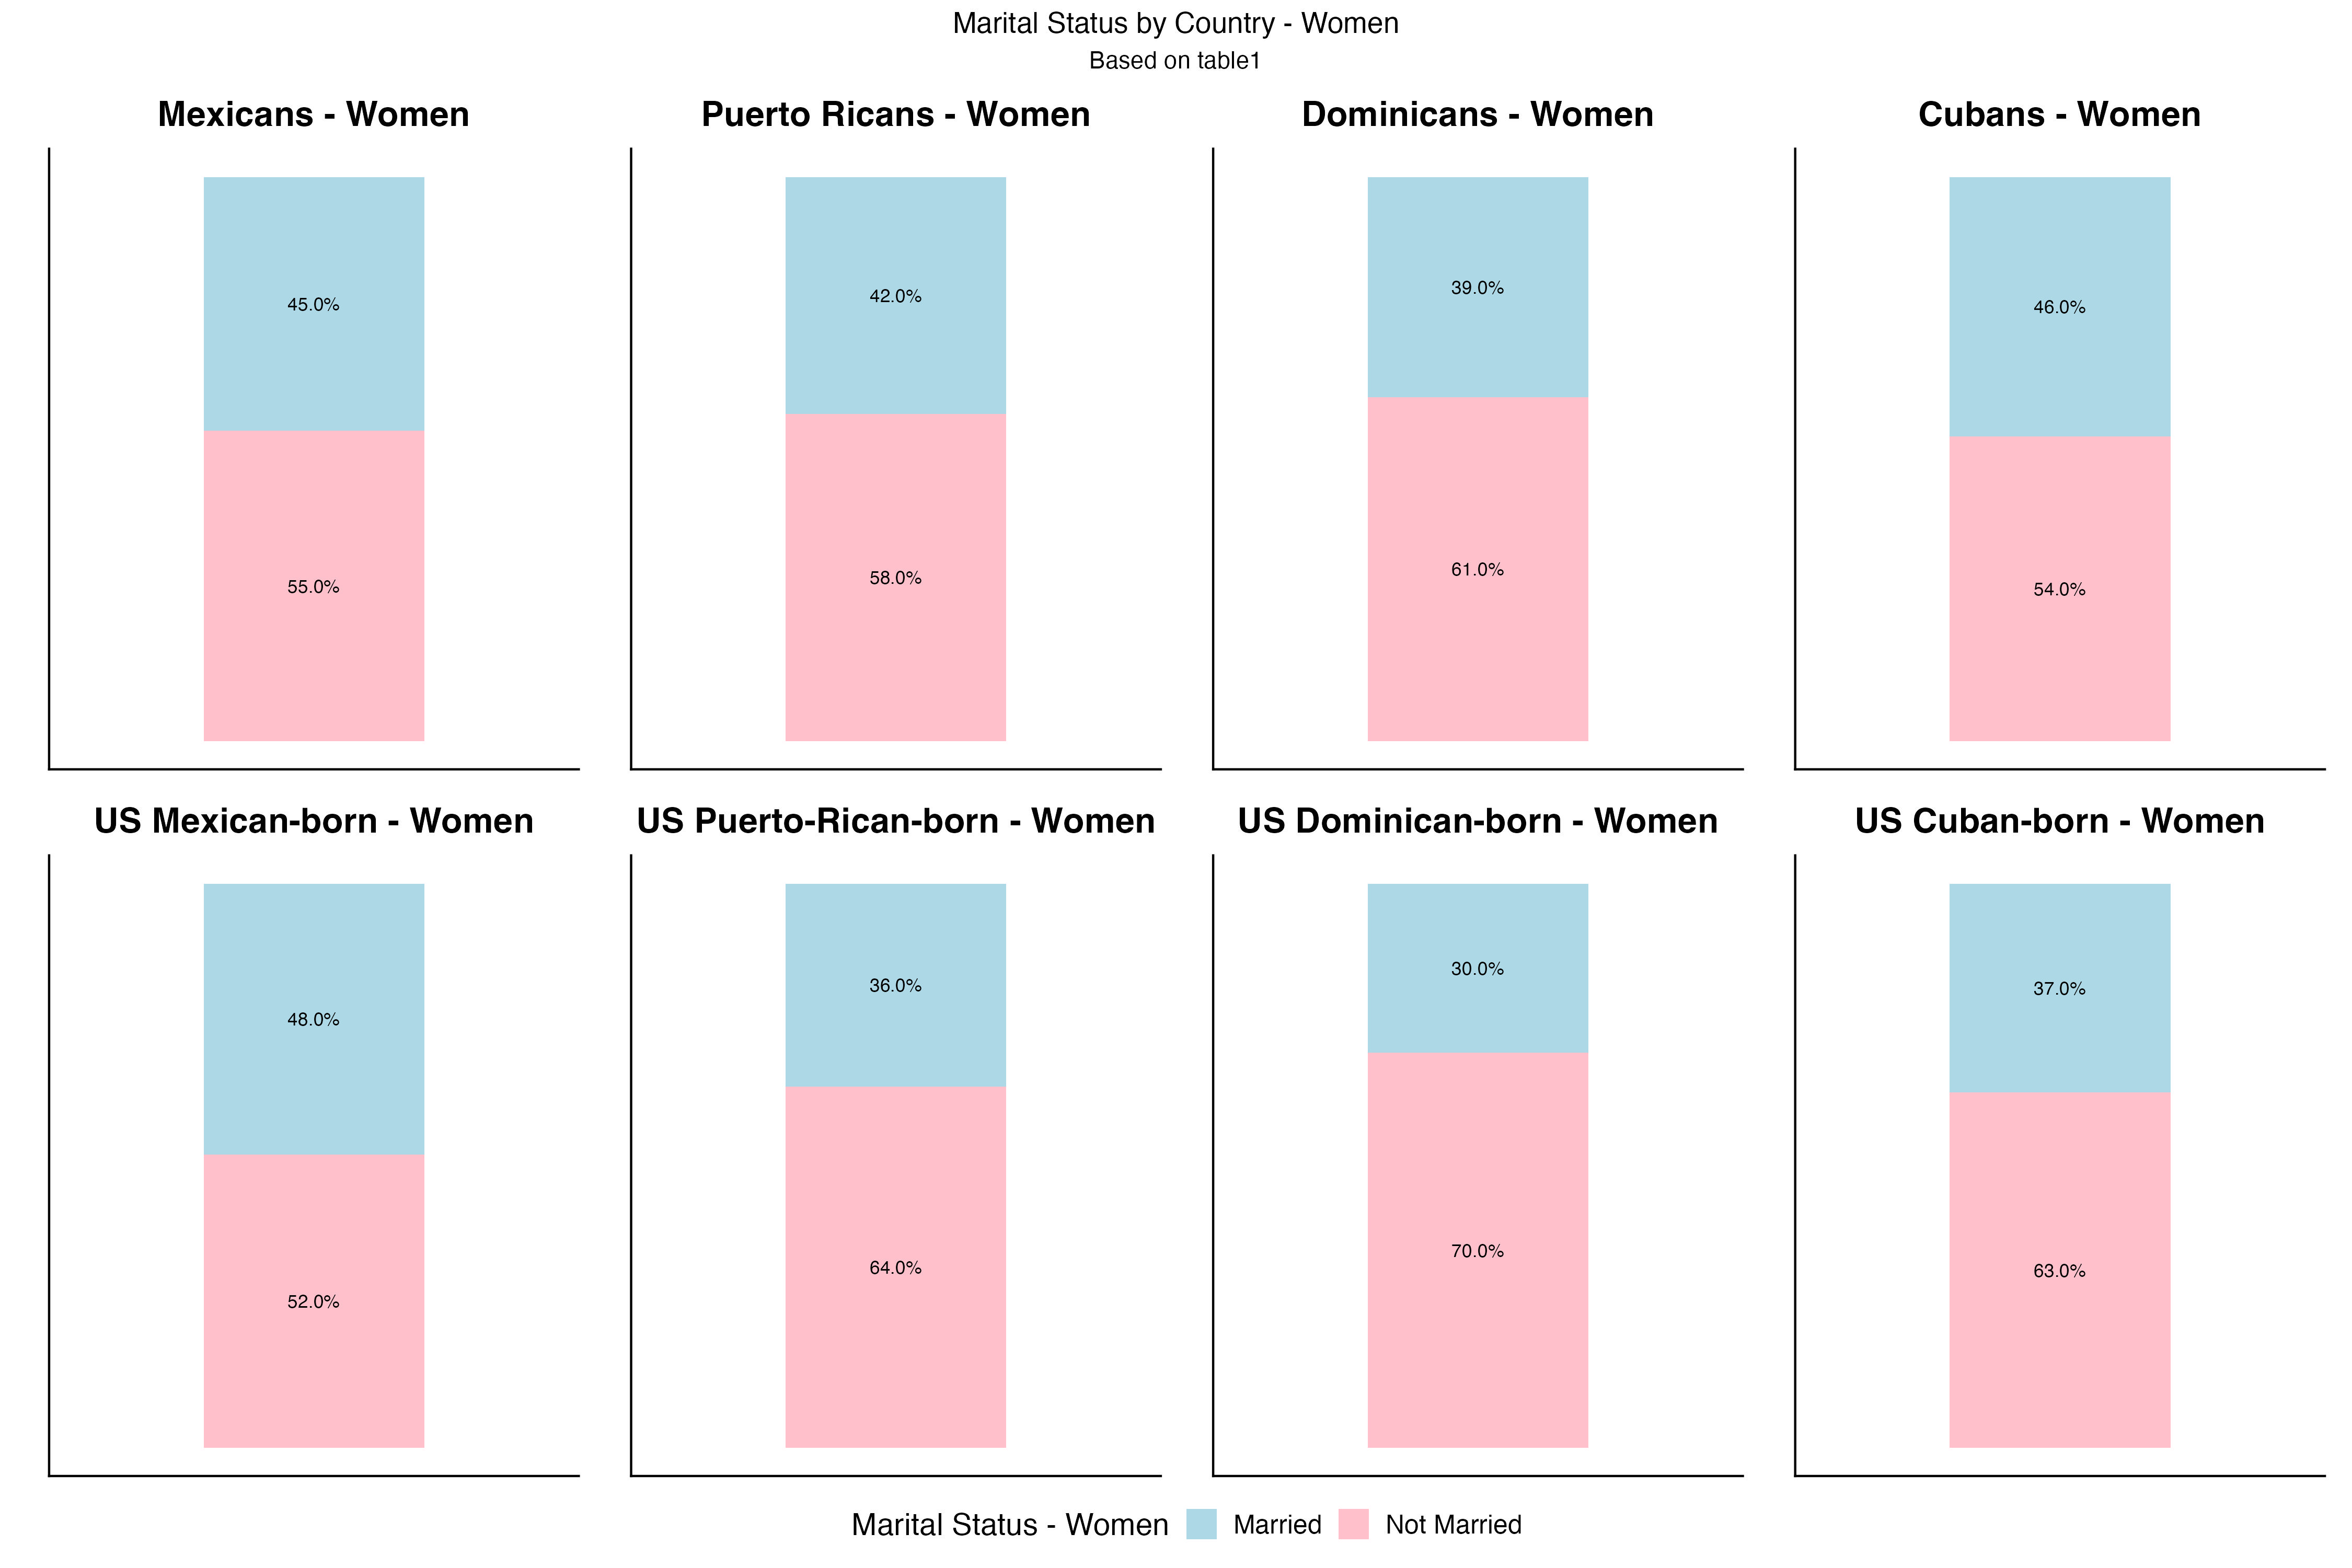 Marital Status by Country - Women
Based on table1
Mexicans - Women
Puerto Ricans - Women
Dominicans - Women
Cubans - Women
45.0%
42.0%
39.0%
46.0%
55.0%
58.0%
61.0%
54.0%
US Mexican-born - Women
US Puerto-Rican-born - Women
US Dominican-born - Women
US Cuban-born - Women
48.0%
36.0%
30.0%
37.0%
52.0%
64.0%
70.0%
63.0%
Marital Status - Women
Married
Not Married